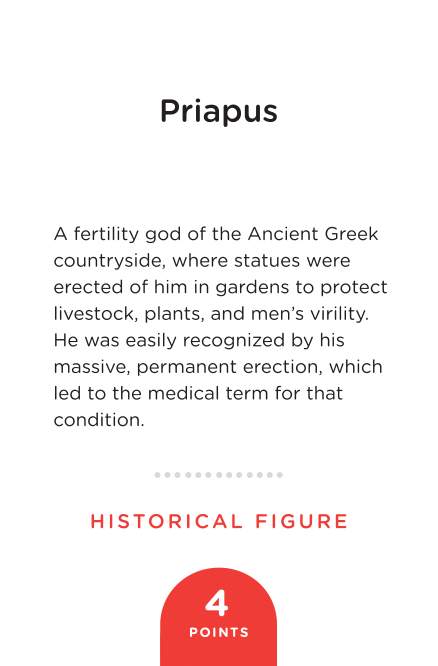 Priapus
A fertility god of the Ancient Greek
countryside, where statues were
erected of him in gardens to protect
livestock, plants, and men’s virility.
He was easily recognized by his
massive, permanent erection, which
led to the medical term for that
condition.
HISTORICAL FIGURE
4
POINTS